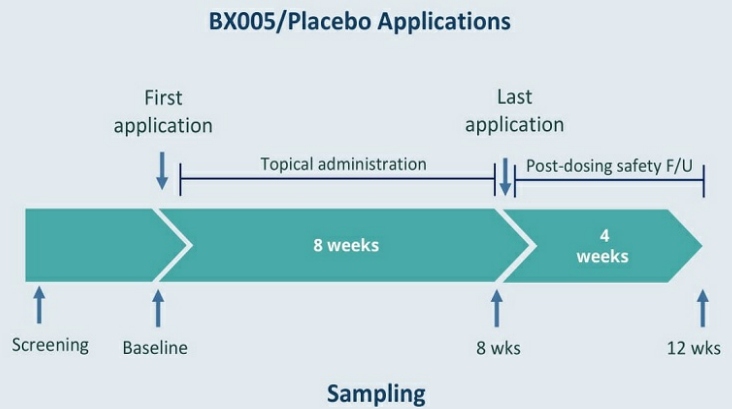 BX005/Placebo Applications
First
application
Last
application
Topical administration
Post-dosing safety F/U
8 weeks
4
weeks
Screening
Baseline
8 wks
12 wks
Sampling